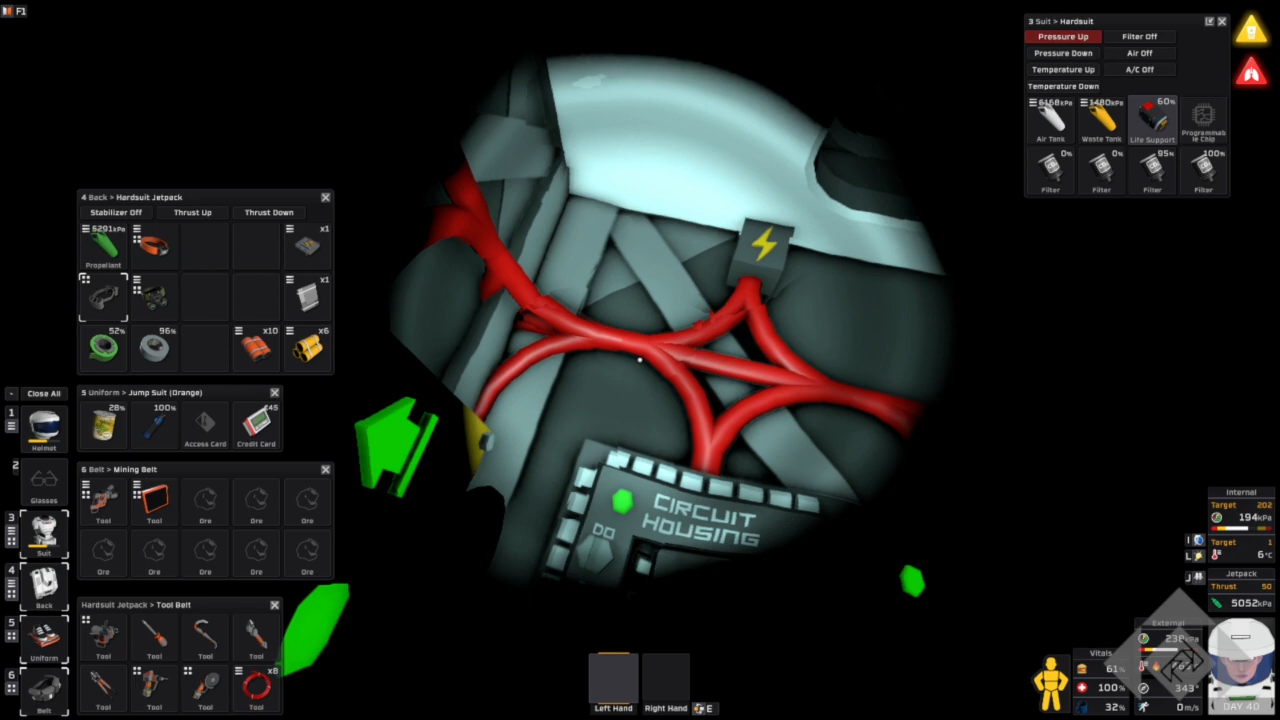 F1
3 Suit > Hardsuit
Pressure Up Filter Off
Pressure Down Air Off
Temperature Up A/C Off
Temperature Down
6168kPa 1480kPa 60%
Air Tank Waste Tank Life Support Programmab
le Chip
0% 0% 95% 100%
Filter Filter Filter Filter
4 Back > Hardsuit Jetpack
Stabilizer Off Thrust Up Thrust Down
5291kPa x1
Propellant
x1
52% 96% x10 x6
- Close All
5 Uniform > Jump Suit (Orange)
28% 100% x45
Access Card Credit Card
1
Helmet
2
Glasses
3
Suit
4
Back
5
Uniform
6
Belt
6 Belt > Mining Belt
Tool Tool Ore Ore Ore
Ore Ore Ore Ore Ore
Hardsuit Jetpack > Tool Belt
Tool Tool Tool Tool
x8
Tool Tool Tool Tool
CIRCUIT
HOUSING
D0
Left Hand Right Hand E
Internal
Target 202
I 194kPa
Target 1
L 6°C
Jetpack
J Thrust 50
5052kPa
External
238kPa
343°
0m/s
Vitals
61%
100%
32%
DAY 40